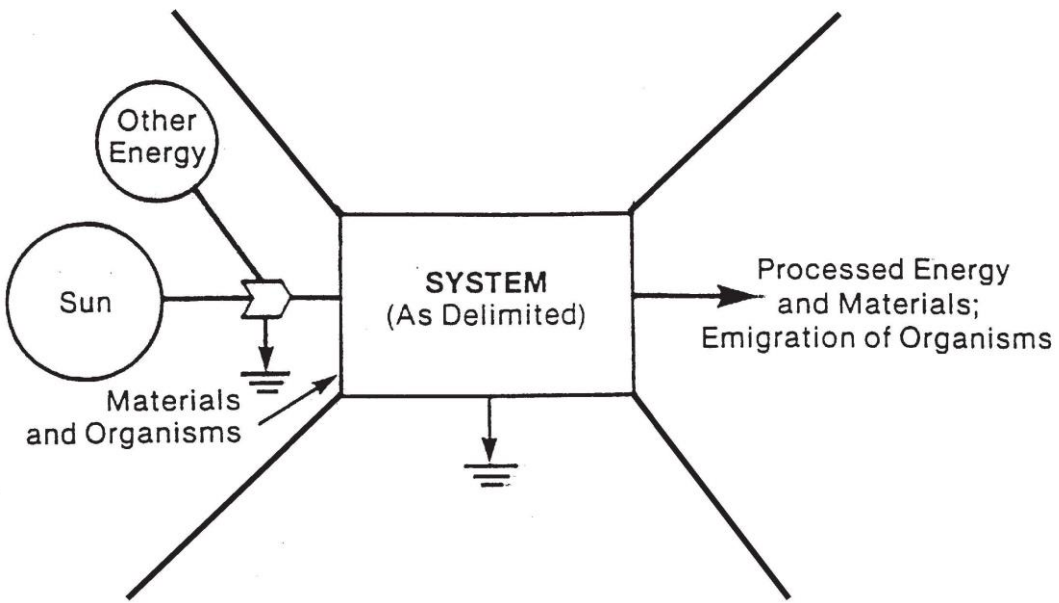 Other
Energy
Sun
SYSTEM
(As Delimited)
Materials
and Organisms
Processed Energy
and Materials;
Emigration of Organisms